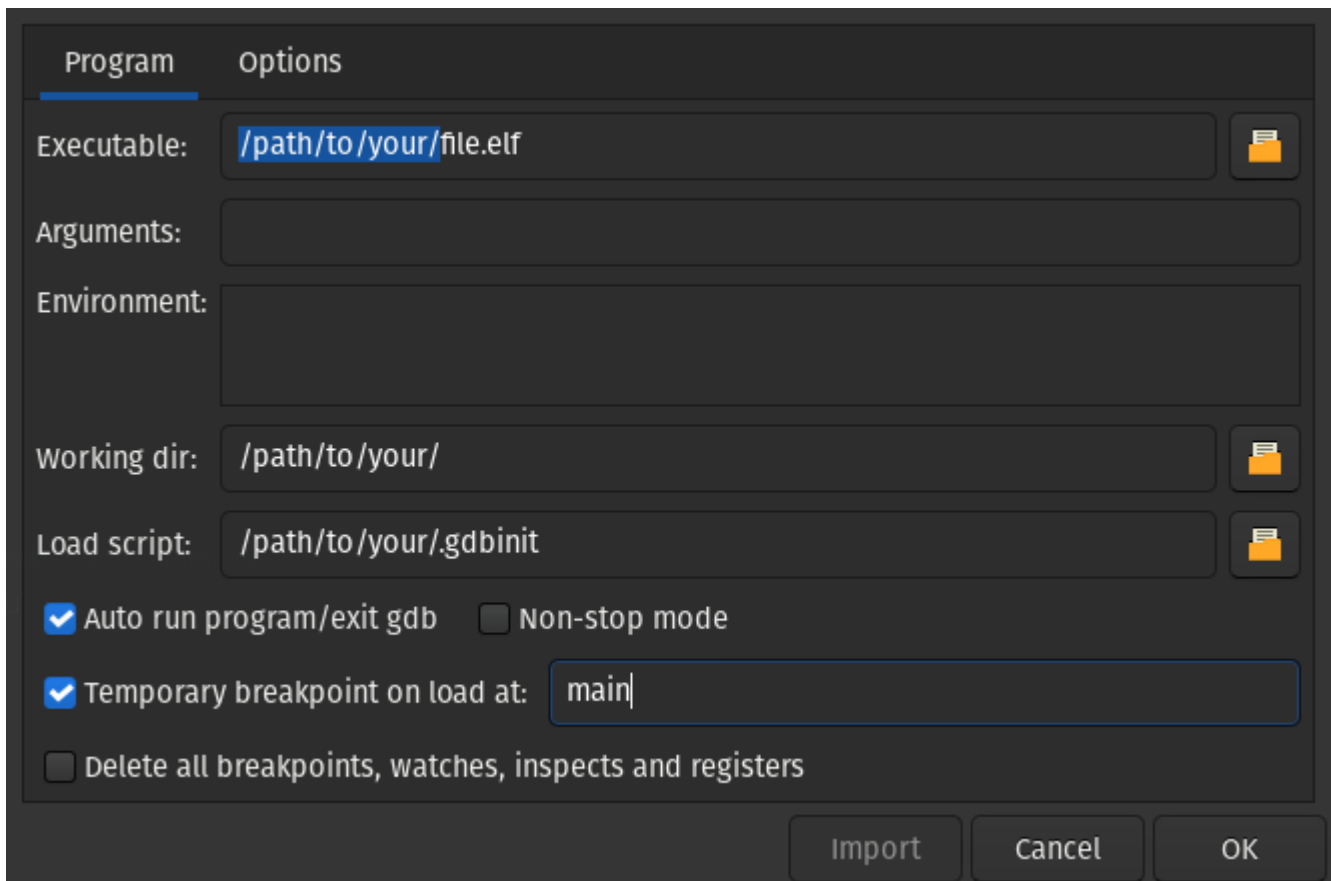 Program Options
Executable: /path/to/your/file.elf
Arguments:
Environment:
Working dir: /path/to/your/
Load script: /path/to/your/.gdbinit
Auto run program/exit gdb Non-stop mode
Temporary breakpoint on load at: main
Delete all breakpoints, watches, inspects and registers
Import Cancel OK